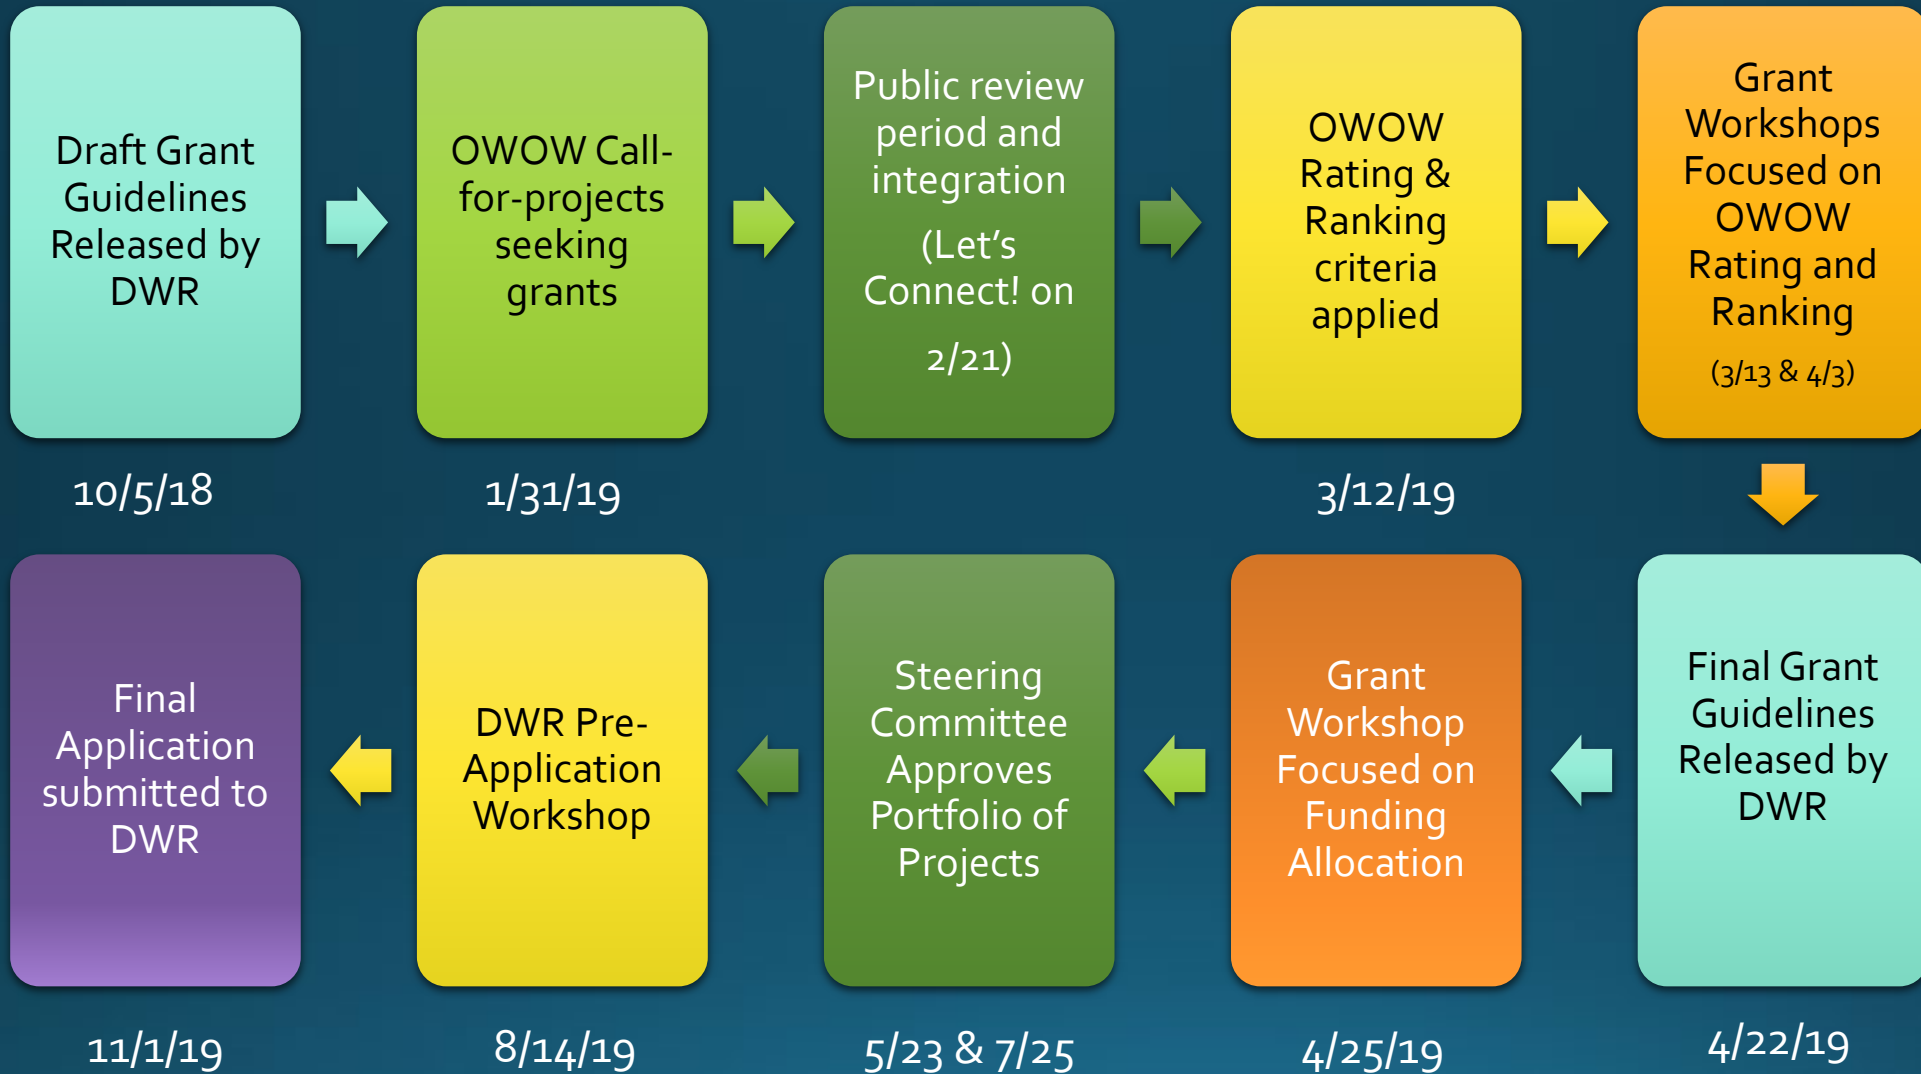 Draft Grant
Guidelines
Released by
DWR
10/5/18
OWOW Call-
for-projects
seeking
grants
1/31/19
Public review
period and
integration
(Let's
Connect! on
2/21)
OWOW
Rating &
Ranking
criteria
applied
3/12/19
Grant
Workshops
Focused on
OWOW
Rating and
Ranking
(3/13 & 4/3)
Final Grant
Guidelines
Released by
DWR
4/22/19
Grant
Workshop
Focused on
Funding
Allocation
4/25/19
Steering
Committee
Approves
Portfolio of
Projects
5/23 & 7/25
DWR Pre-
Application
Workshop
8/14/19
Final
Application
submitted to
DWR
11/1/19